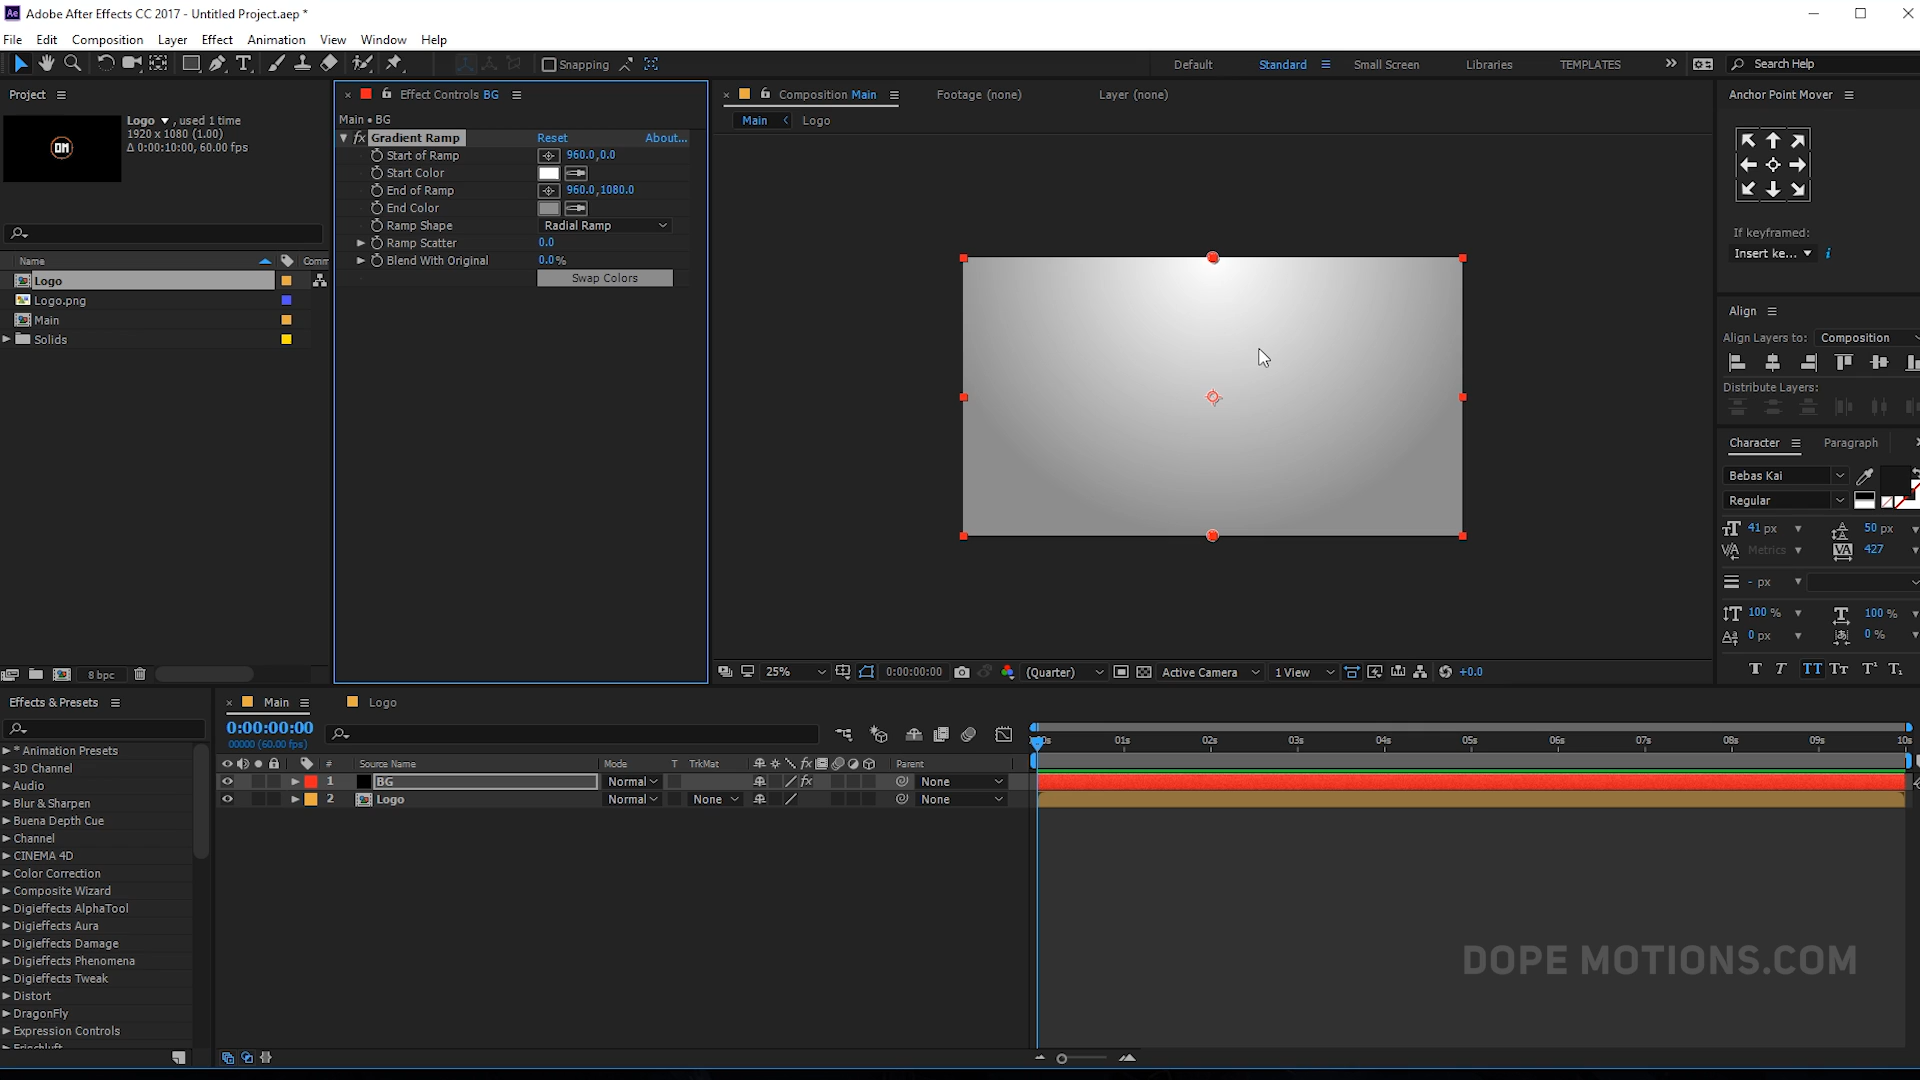 Ae Adobe After Effects CC 2017 - Untitled Project.aep *
File Edit Composition Layer Effect Animation View Window Help
Snapping
Default Standard Small Screen Libraries TEMPLATES Search Help
Project
Logo , used 1 time
1920 x 1080 (1.00)
Δ 0:00:10:00, 60.00 fps
OM
Name Comm
Logo
Logo.png
Main
Solids
8 bpc
Effect Controls BG
Main • BG
fx Gradient Ramp Reset About...
Start of Ramp 960.0,0.0
Start Color
End of Ramp 960.0,1080.0
End Color
Ramp Shape Radial Ramp
Ramp Scatter 0.0
Blend With Original 0.0%
Swap Colors
Composition Main Footage (none) Layer (none)
Main Logo
25% 0:00:00:00 (Quarter) Active Camera 1 View +0.0
Anchor Point Mover
If keyframed:
Insert ke... i
Align
Align Layers to: Composition
Distribute Layers:
Character Paragraph
Bebas Kai
Regular
41 px 50 px
Metrics 427
- px
100 % 100 %
0 px 0 %
Effects & Presets
* Animation Presets
3D Channel
Audio
Blur & Sharpen
Buena Depth Cue
Channel
CINEMA 4D
Color Correction
Composite Wizard
Digieffects AlphaTool
Digieffects Aura
Digieffects Damage
Digieffects Phenomena
Digieffects Tweak
Distort
DragonFly
Expression Controls
Main Logo
0:00:00:00
00000 (60.00 fps)
# Source Name Mode T TrkMat fx Parent
1 BG Normal fx None
2 Logo Normal None None
01s 02s 03s 04s 05s 06s 07s 08s 09s 10s
DOPE MOTIONS.COM